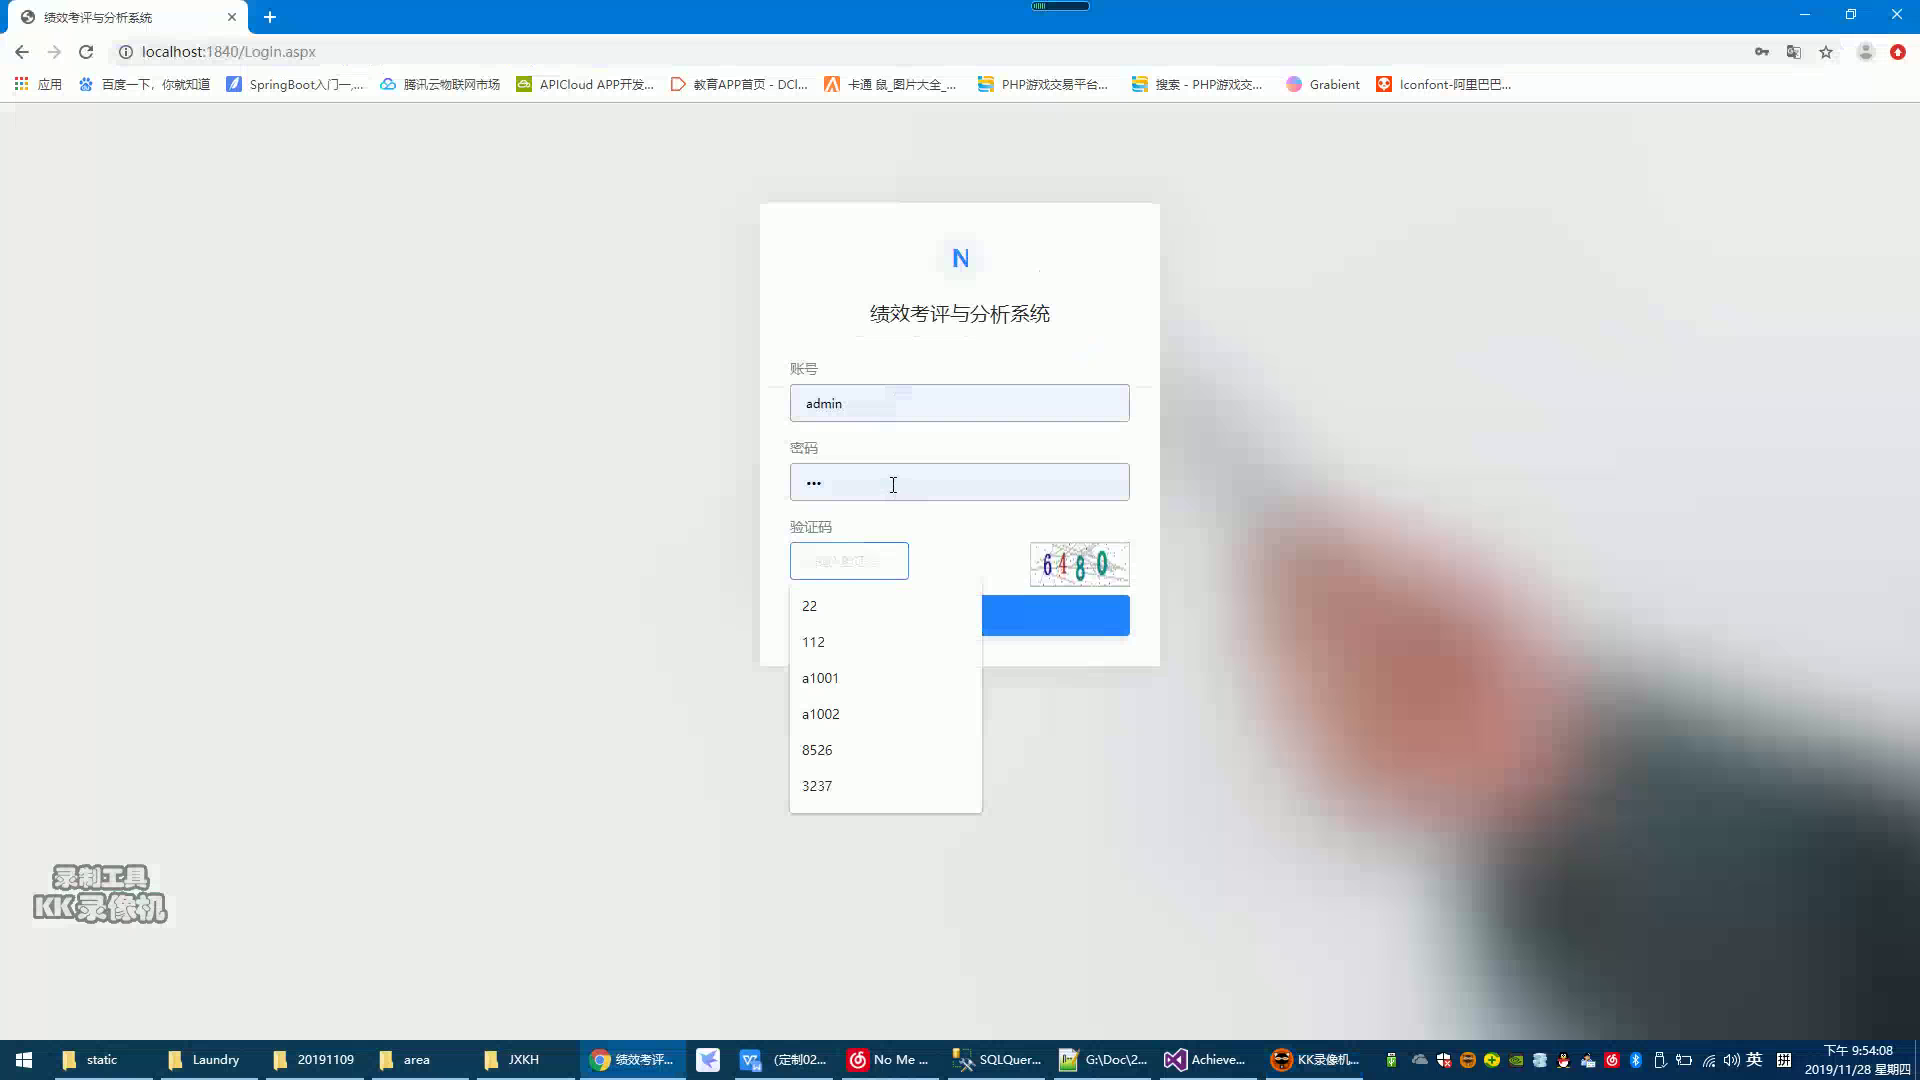 绩效考评与分析系统
localhost:1840/Login.aspx
应用 百度一下，你就知道 SpringBoot入门一,... 腾讯云物联网市场 APICloud APP开发... 教育APP首页 - DCl... 卡通 鼠_图片大全_... PHP游戏交易平台... 搜索 - PHP游戏交... Grabient Iconfont-阿里巴巴...
N
绩效考评与分析系统
账号
admin
密码
验证码
6480
22
112
a1001
a1002
8526
3237
录制工具
KK录像机
static Laundry 20191109 area JXKH 绩效考评... (定制02... No Me ... SQLQuer... G:\Doc\2... Achieve... KK录像机... 英 拼
下午 9:54:08
2019/11/28 星期四